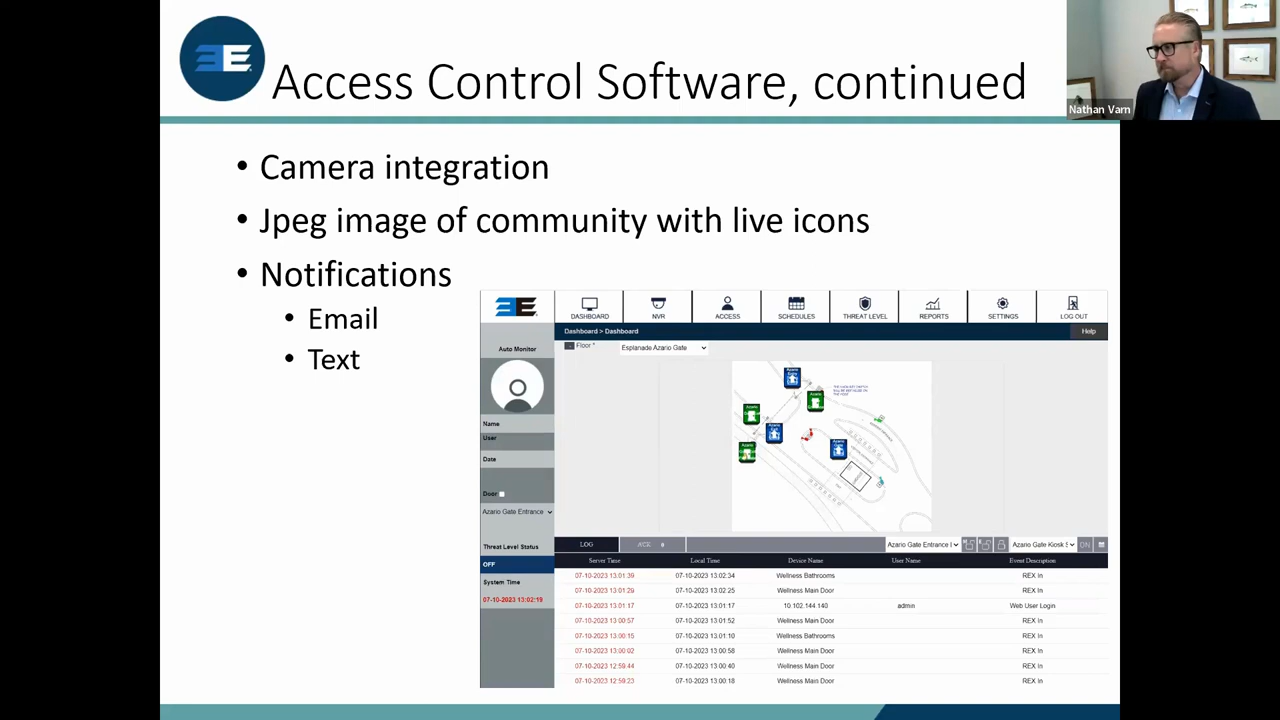 Access Control Software, continued
Nathan Varn
• Camera integration
• Jpeg image of community with live icons
• Notifications
• Email
• Text
DASHBOARD NVR ACCESS SCHEDULES THREAT LEVEL REPORTS SETTINGS LOG OUT
Dashboard > Dashboard Help
Floor * Esplanade Azario Gate
Auto Monitor
Name
User
Date
Door
Azario Gate Entrance
Threat Level Status
OFF
System Time
07-10-2023 13:02:19
LOG ACK 0 Azario Gate Entrance Azario Gate Kiosk
Server Time Local Time Device Name User Name Event Description
07-10-2023 13:01:39 07-10-2023 13:02:34 Wellness Bathrooms REX In
07-10-2023 13:01:29 07-10-2023 13:02:25 Wellness Main Door REX In
07-10-2023 13:01:17 07-10-2023 13:01:17 10.102.144.140 admin Web User Login
07-10-2023 13:00:57 07-10-2023 13:01:52 Wellness Main Door REX In
07-10-2023 13:00:15 07-10-2023 13:01:10 Wellness Bathrooms REX In
07-10-2023 13:00:02 07-10-2023 13:00:58 Wellness Main Door REX In
07-10-2023 12:59:44 07-10-2023 13:00:40 Wellness Main Door REX In
07-10-2023 12:59:23 07-10-2023 13:00:18 Wellness Main Door REX In